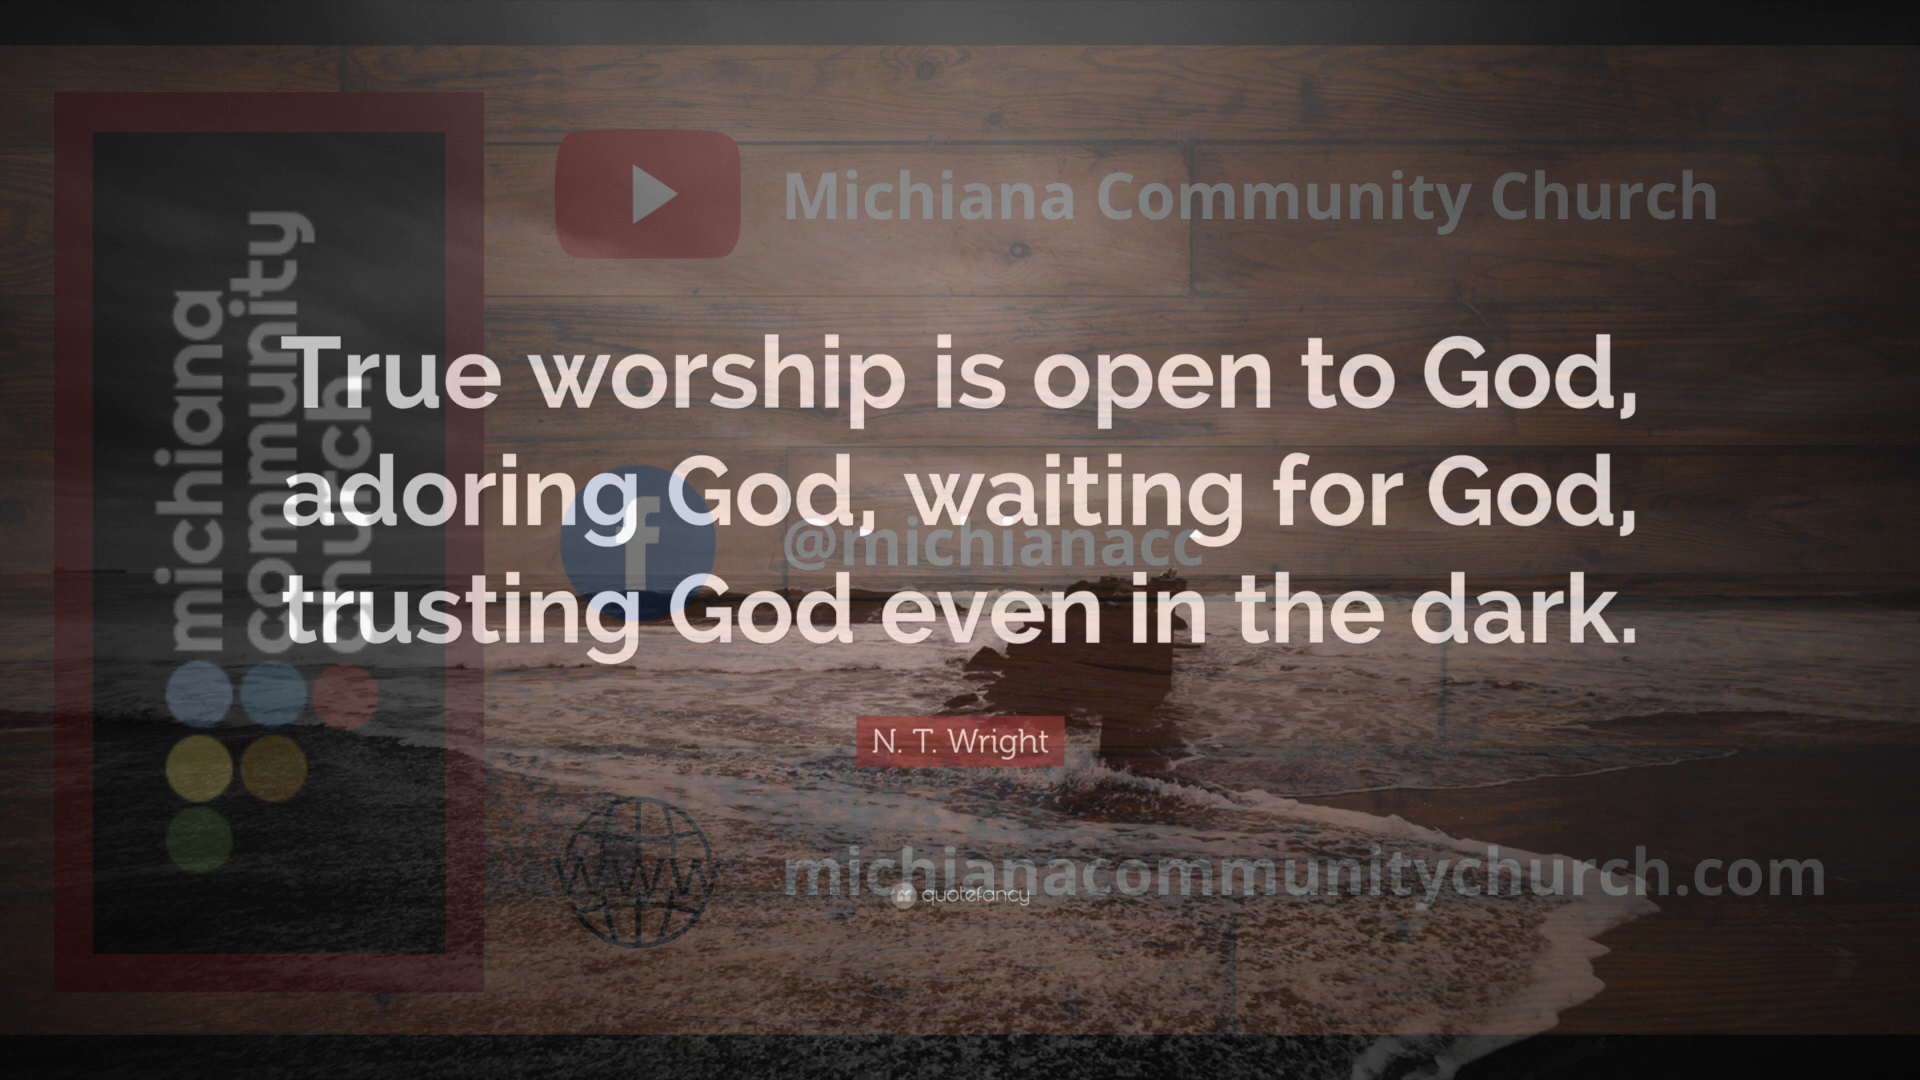 Michiana Community Church
michiana
community
church
True worship is open to God,
adoring God, waiting for God,
trusting God even in the dark.
f
@michianacc
N. T. Wright
www
michianacommunitychurch.com
quotefancy